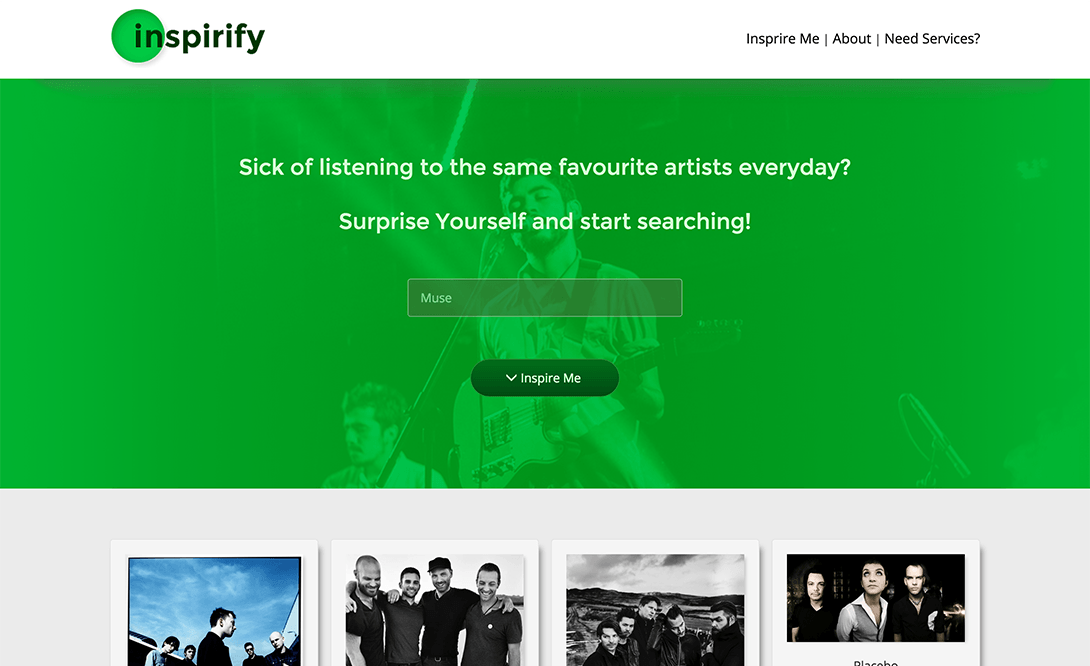 inspirify
Insprire Me | About | Need Services?
Sick of listening to the same favourite artists everyday?
Surprise Yourself and start searching!
Muse
Inspire Me
Placebo